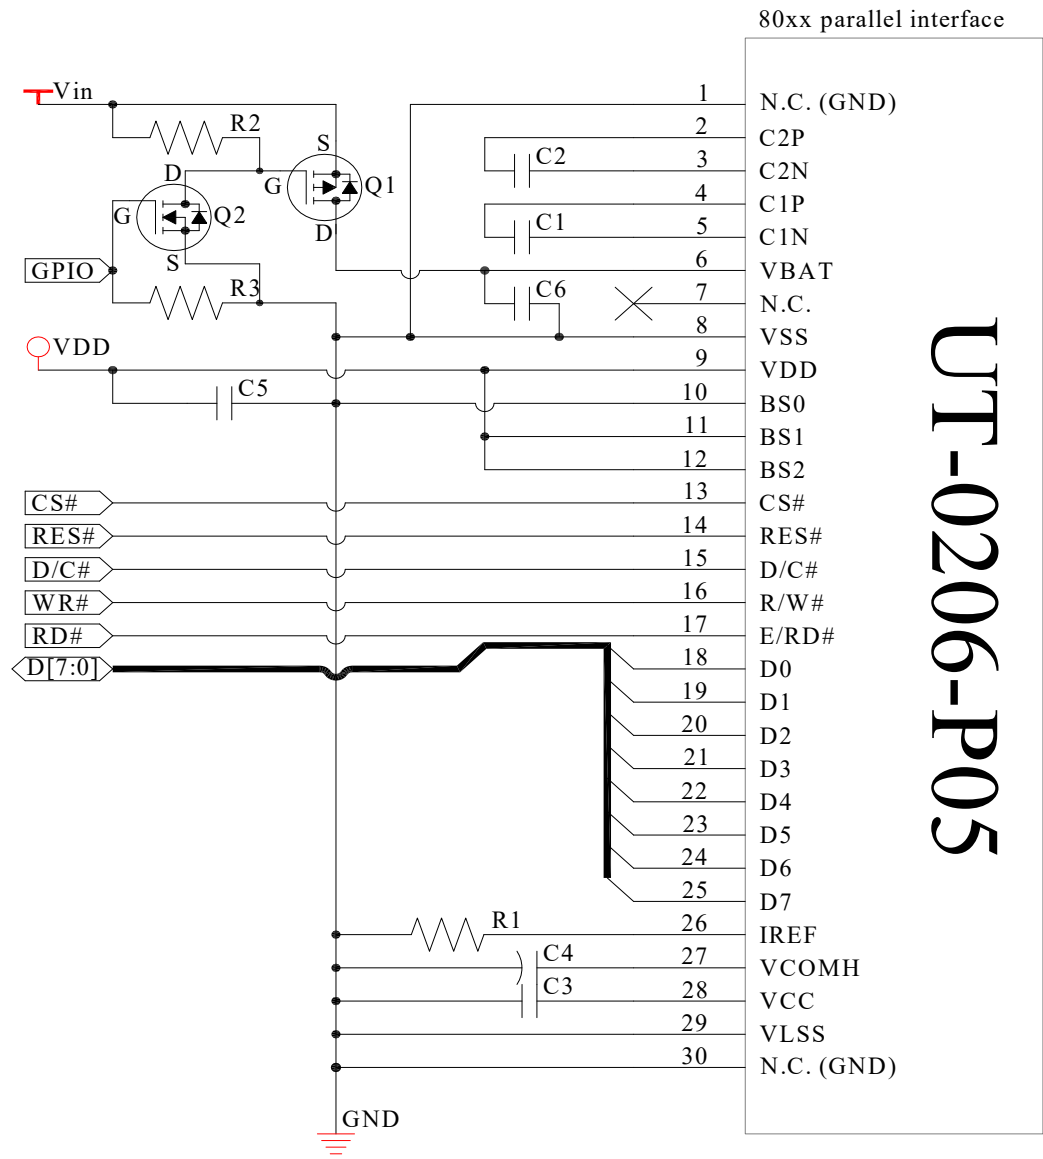 80xx parallel interface
Vin
R2
S
D
G
Q1
G
Q2
D
S
GPIO
R3
VDD
C5
C2
C1
C6
CS#
RES#
D/C#
WR#
RD#
D[7:0]
R1
C4
C3
GND
1 N.C. (GND)
2 C2P
3 C2N
4 C1P
5 C1N
6 VBAT
7 N.C.
8 VSS
9 VDD
10 BS0
11 BS1
12 BS2
13 CS#
14 RES#
15 D/C#
16 R/W#
17 E/RD#
18 D0
19 D1
20 D2
21 D3
22 D4
23 D5
24 D6
25 D7
26 IREF
27 VCOMH
28 VCC
29 VLSS
30 N.C. (GND)
UT-0206-P05